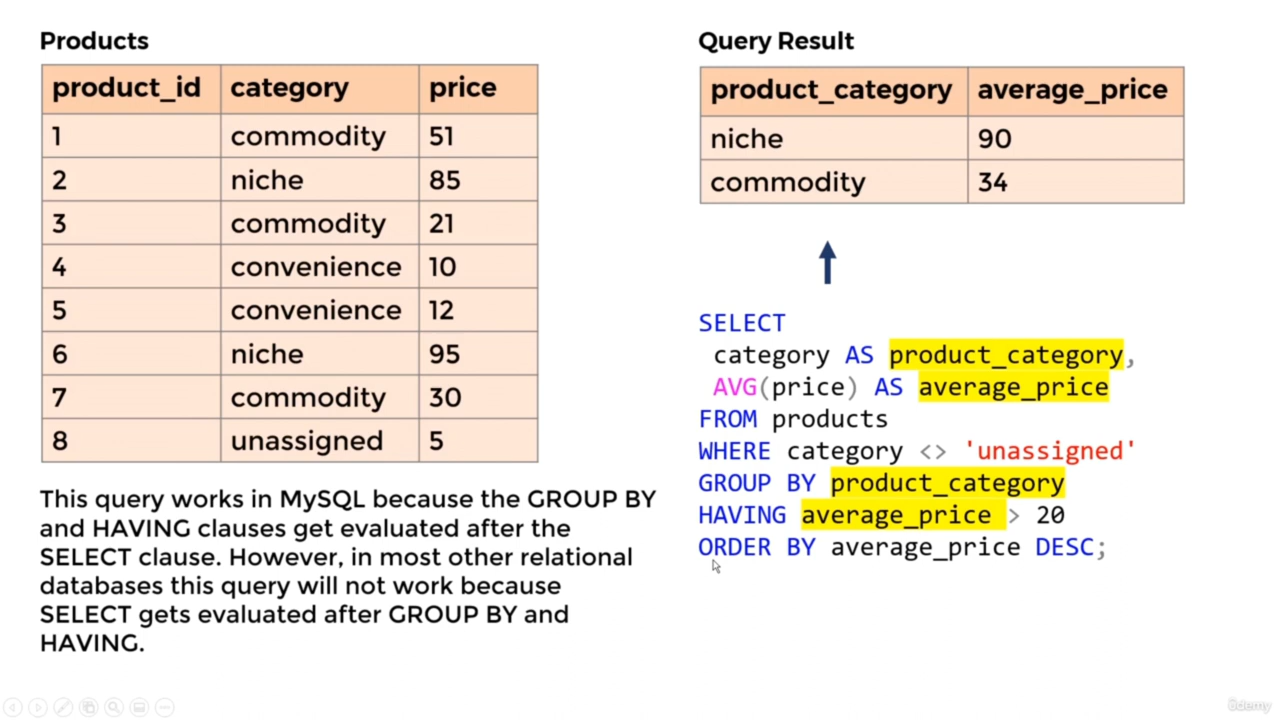 Products
product_id category price
1 commodity 51
2 niche 85
3 commodity 21
4 convenience 10
5 convenience 12
6 niche 95
7 commodity 30
8 unassigned 5
This query works in MySQL because the GROUP BY
and HAVING clauses get evaluated after the
SELECT clause. However, in most other relational
databases this query will not work because
SELECT gets evaluated after GROUP BY and
HAVING.
Query Result
product_category average_price
niche 90
commodity 34
SELECT
category AS product_category,
AVG(price) AS average_price
FROM products
WHERE category <> 'unassigned'
GROUP BY product_category
HAVING average_price > 20
ORDER BY average_price DESC;
ûdemy